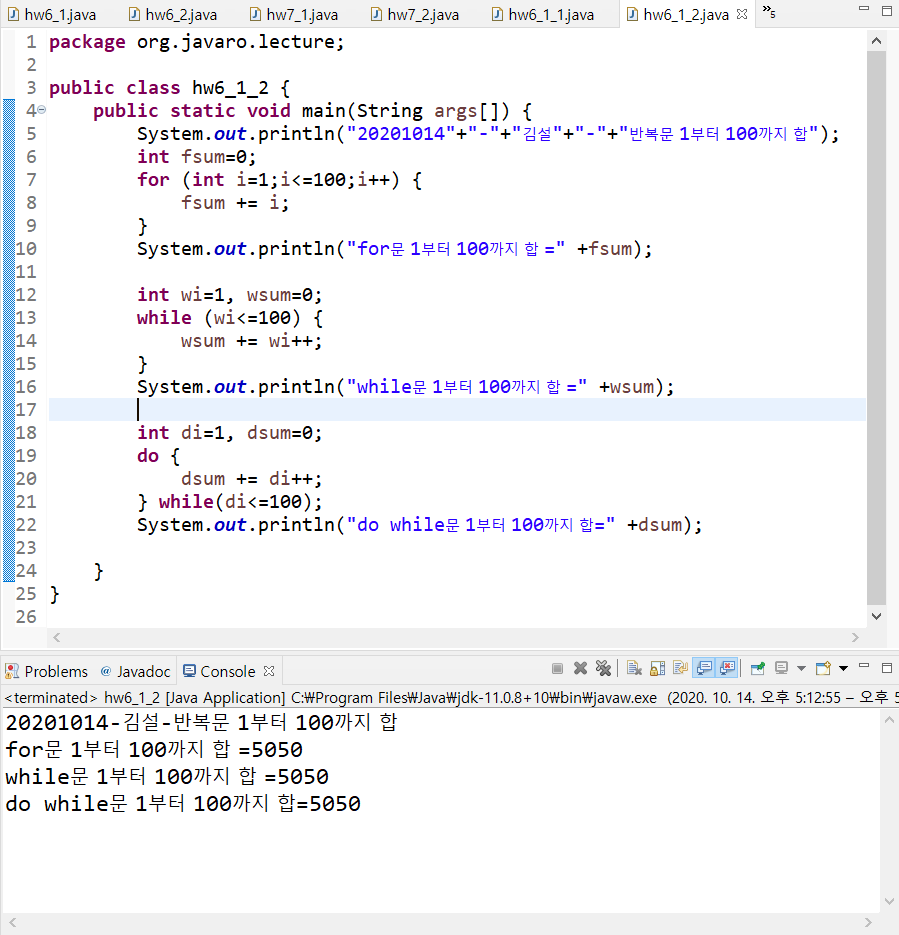 hw6_1.java hw6_2.java hw7_1.java hw7_2.java hw6_1_1.java hw6_1_2.java »5
1 package org.javaro.lecture;
2
3 public class hw6_1_2 {
4     public static void main(String args[]) {
5         System.out.println("20201014"+"-"+"김설"+"-"+"반복문 1부터 100까지 합");
6         int fsum=0;
7         for (int i=1;i<=100;i++) {
8             fsum += i;
9         }
10         System.out.println("for문 1부터 100까지 합 =" +fsum);
11
12         int wi=1, wsum=0;
13         while (wi<=100) {
14             wsum += wi++;
15         }
16         System.out.println("while문 1부터 100까지 합 =" +wsum);
17
18         int di=1, dsum=0;
19         do {
20             dsum += di++;
21         } while(di<=100);
22         System.out.println("do while문 1부터 100까지 합=" +dsum);
23
24     }
25 }
26
Problems @ Javadoc Console
<terminated> hw6_1_2 [Java Application] C:₩Program Files₩Java₩jdk-11.0.8+10₩bin₩javaw.exe (2020. 10. 14. 오후 5:12:55 – 오후 5
20201014-김설-반복문 1부터 100까지 합
for문 1부터 100까지 합 =5050
while문 1부터 100까지 합 =5050
do while문 1부터 100까지 합=5050